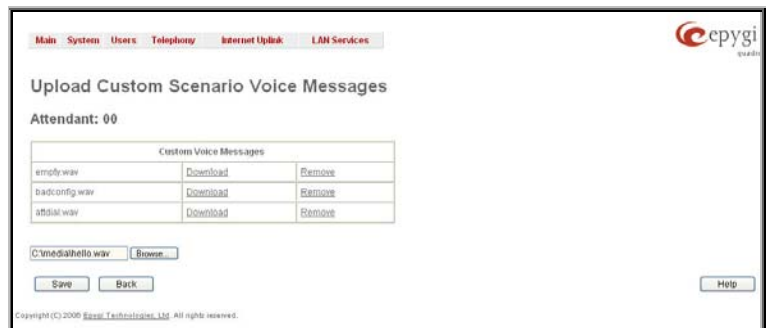 Main System Users Telephony Internet Uplink LAN Services
epygi
quadro
Upload Custom Scenario Voice Messages
Attendant: 00
Custom Voice Messages
empty.wav Download Remove
badconfig.wav Download Remove
attdial.wav Download Remove
C:\media\hello.wav Browse...
Save Back Help
Copyright (C) 2006 Epygi Technologies, Ltd. All rights reserved.